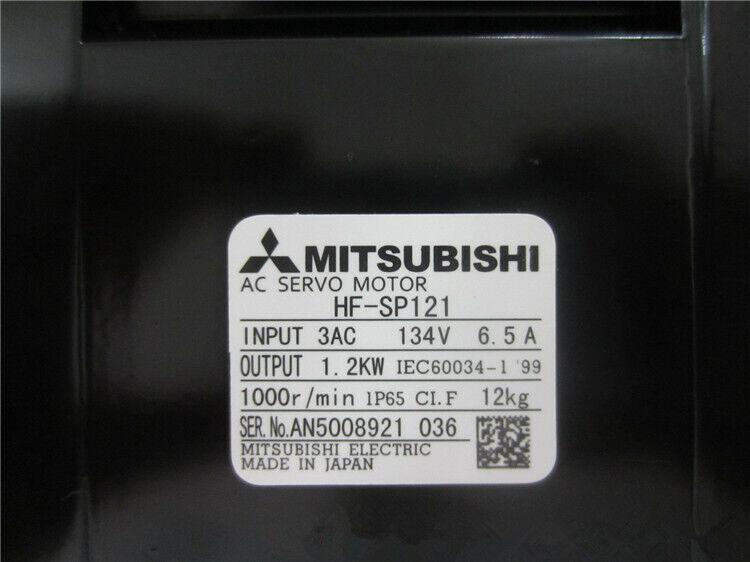 MITSUBISHI
AC SERVO MOTOR
HF-SP121
INPUT 3AC 134V 6.5 A
OUTPUT 1.2KW IEC60034-1 '99
1000r/min IP65 CI.F 12kg
SER.No.AN5008921 036
MITSUBISHI ELECTRIC
MADE IN JAPAN